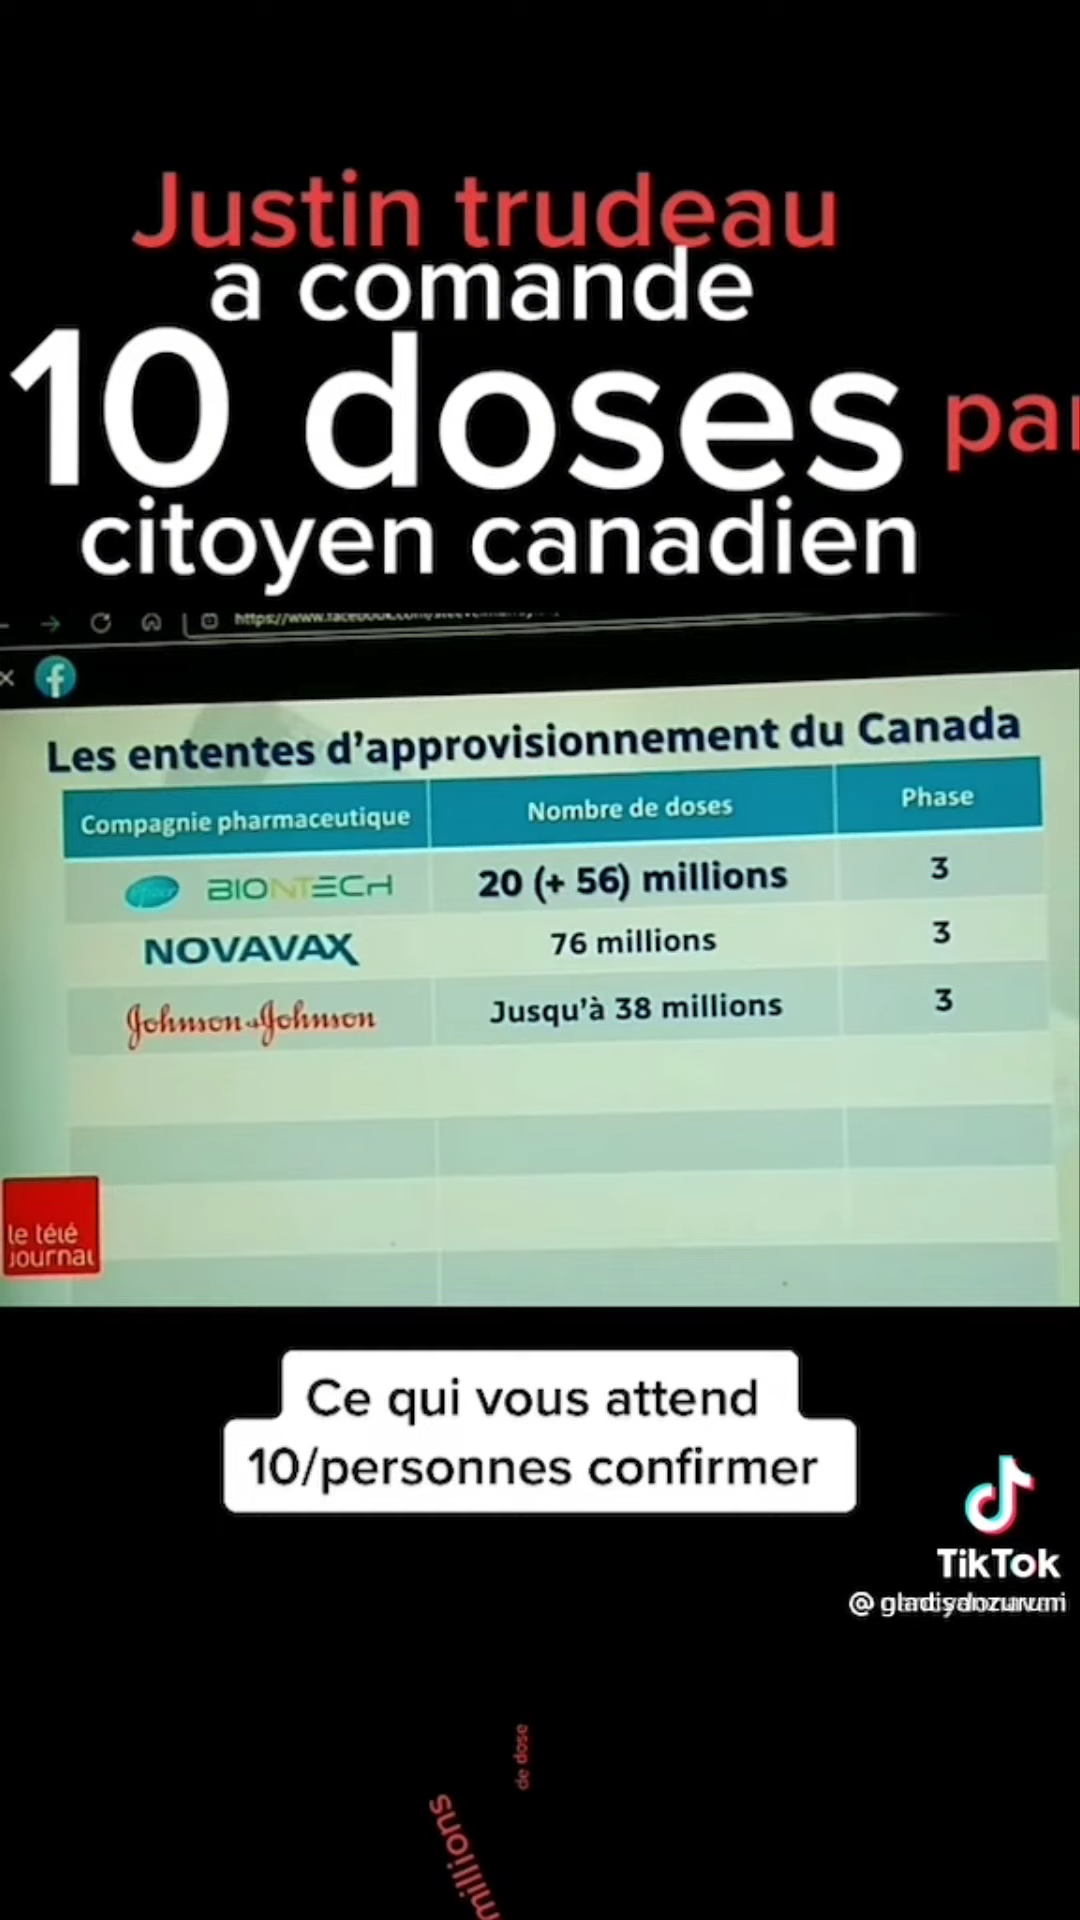 Justin trudeau
a comande
10 doses par
citoyen canadien
Les ententes d'approvisionnement du Canada
Compagnie pharmaceutique Nombre de doses Phase
BIONTECH 20 (+ 56) millions 3
NOVAVAX 76 millions 3
Johnson&Johnson Jusqu'à 38 millions 3
le télé
journal
Ce qui vous attend
10/personnes confirmer
TikTok
de dose
millions